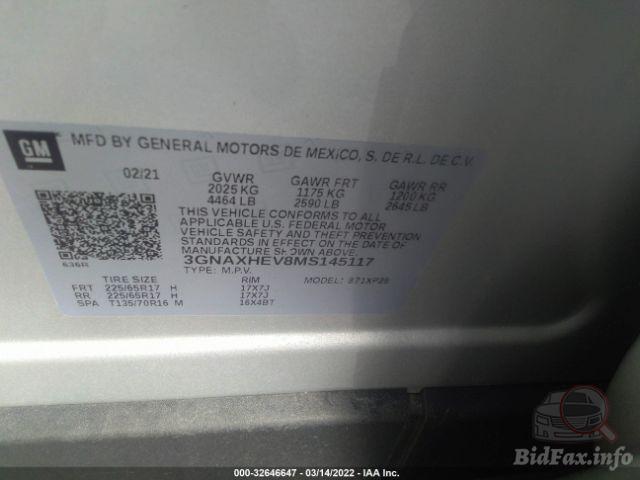 GM
MFD BY GENERAL MOTORS DE MEXICO, S. DE R.L. DE C.V.
02/21 GVWR GAWR FRT GAWR RR
2025 KG 1175 KG 1200 KG
4464 LB 2590 LB 2645 LB
THIS VEHICLE CONFORMS TO ALL
APPLICABLE U.S. FEDERAL MOTOR
VEHICLE SAFETY AND THEFT PREVENTION
STANDARDS IN EFFECT ON THE DATE OF
MANUFACTURE SHOWN ABOVE.
3GNAXHEV8MS145117
636R
TYPE: M.P.V. MODEL:
TIRE SIZE RIM
FRT 225/65R17 H 17X7J
RR 225/65R17 H 17X7J
SPA T135/70R16 M 16X4BT
000-32646647 - 03/14/2022 - IAA Inc.
BidFax.info